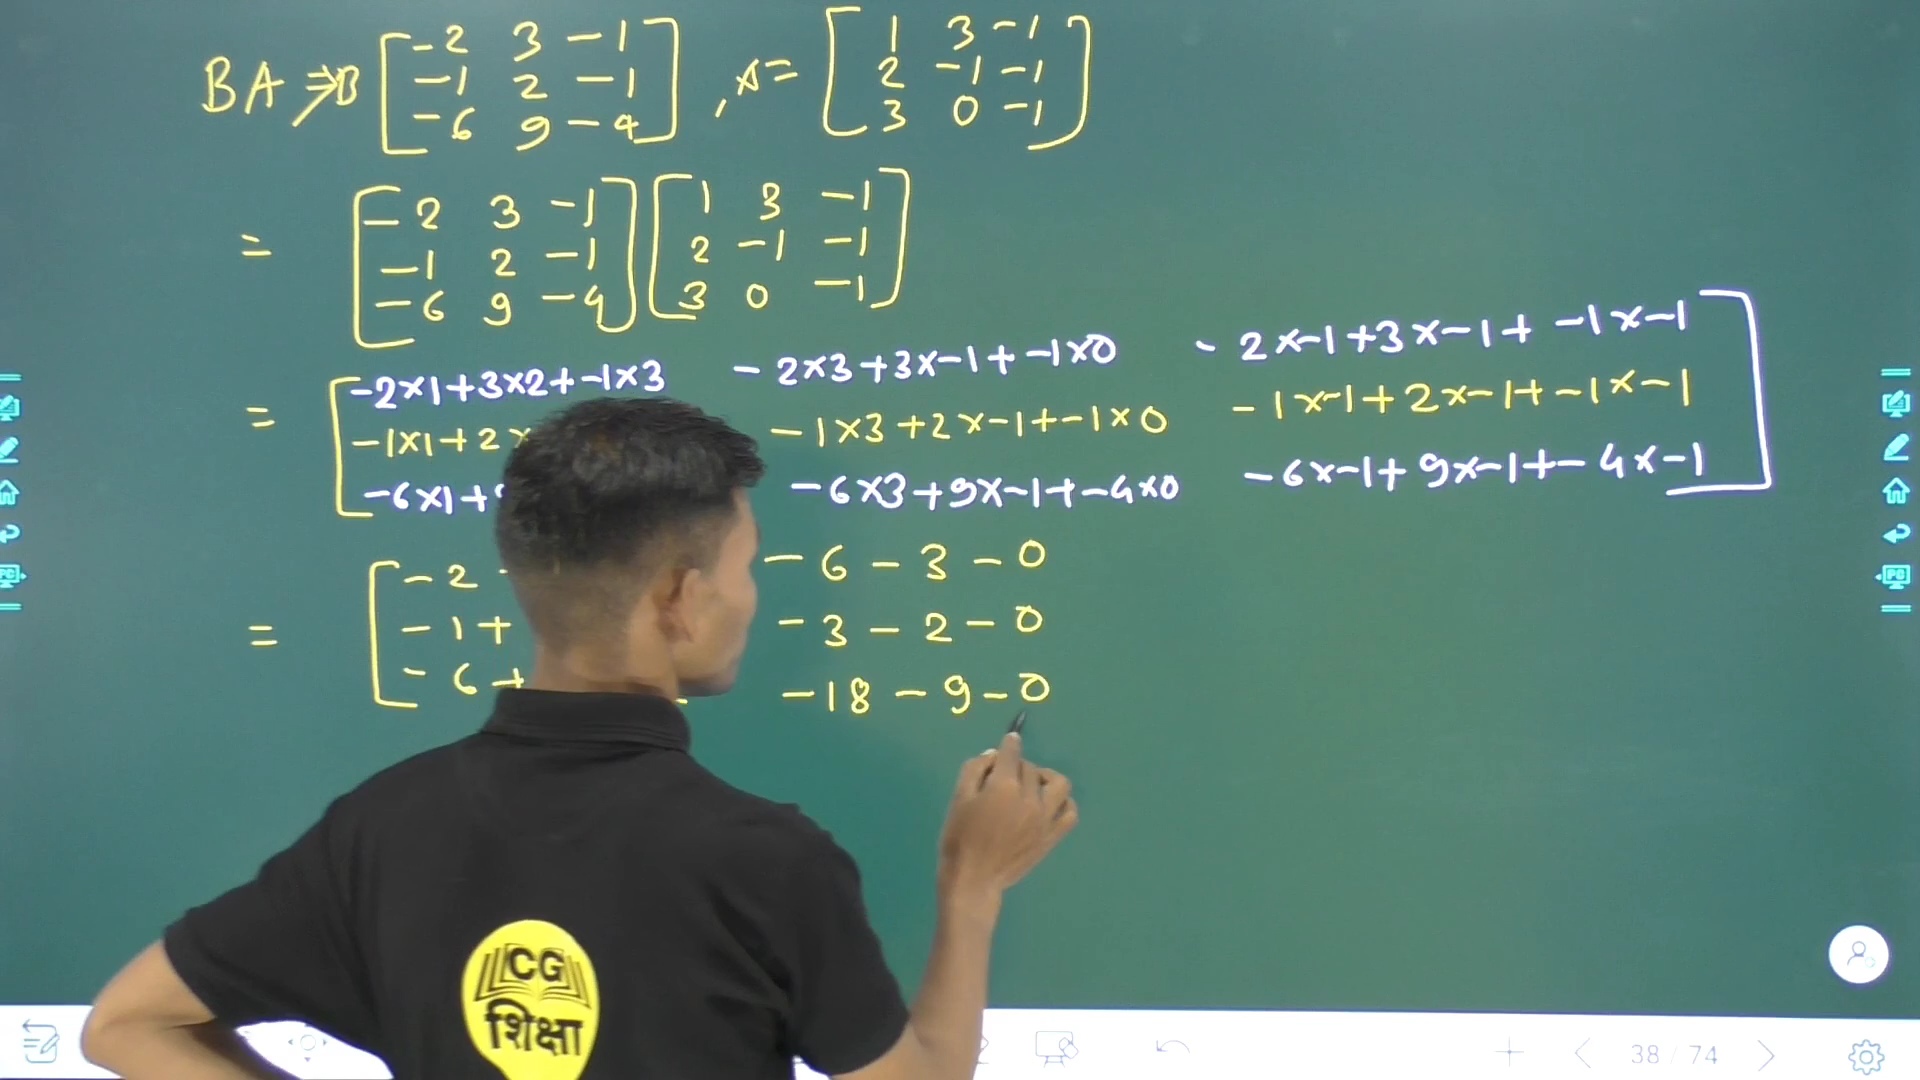 BA ⇒ B [-2 3 -1 , A = [1 3 -1
-1 2 -1 2 -1 -1
-6 9 -4] 3 0 -1]
= [-2 3 -1 [1 3 -1
-1 2 -1 2 -1 -1
-6 9 -4] 3 0 -1]
= [-2×1+3×2+-1×3 -2×3+3×-1+-1×0 -2×-1+3×-1+-1×-1
-1×1+2× -1×3+2×-1+-1×0 -1×-1+2×-1+-1×-1
-6×1+ -6×3+9×-1+-4×0 -6×-1+9×-1+-4×-1]
= [-2 -6-3-0
-1+ -3-2-0
-6+ -18-9-0
CG
शिक्षा
38 / 74